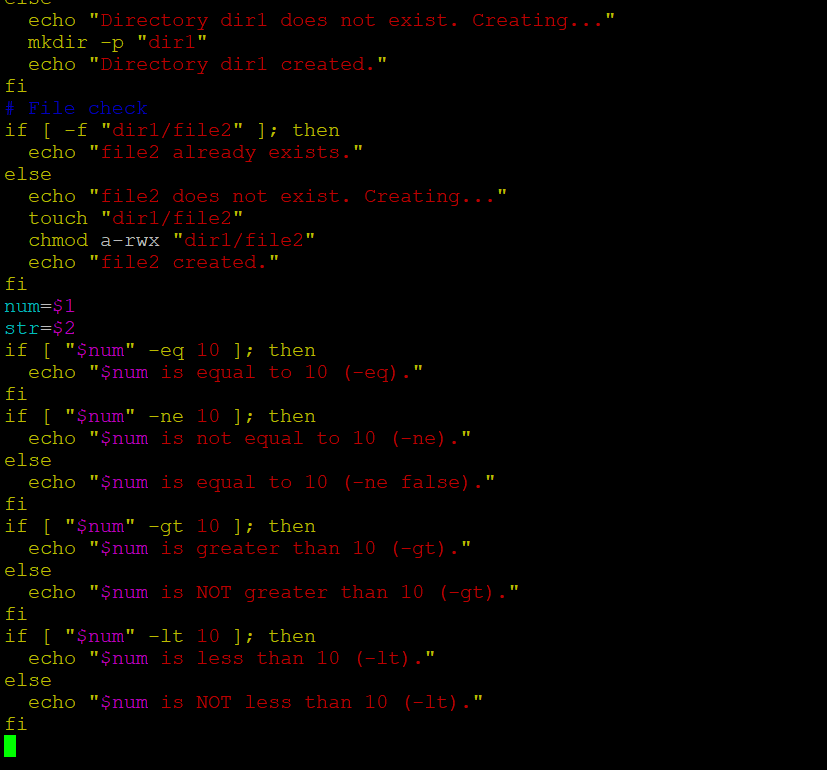 else
  echo "Directory dir1 does not exist. Creating..."
  mkdir -p "dir1"
  echo "Directory dir1 created."
fi
# File check
if [ -f "dir1/file2" ]; then
  echo "file2 already exists."
else
  echo "file2 does not exist. Creating..."
  touch "dir1/file2"
  chmod a-rwx "dir1/file2"
  echo "file2 created."
fi
num=$1
str=$2
if [ "$num" -eq 10 ]; then
  echo "$num is equal to 10 (-eq)."
fi
if [ "$num" -ne 10 ]; then
  echo "$num is not equal to 10 (-ne)."
else
  echo "$num is equal to 10 (-ne false)."
fi
if [ "$num" -gt 10 ]; then
  echo "$num is greater than 10 (-gt)."
else
  echo "$num is NOT greater than 10 (-gt)."
fi
if [ "$num" -lt 10 ]; then
  echo "$num is less than 10 (-lt)."
else
  echo "$num is NOT less than 10 (-lt)."
fi